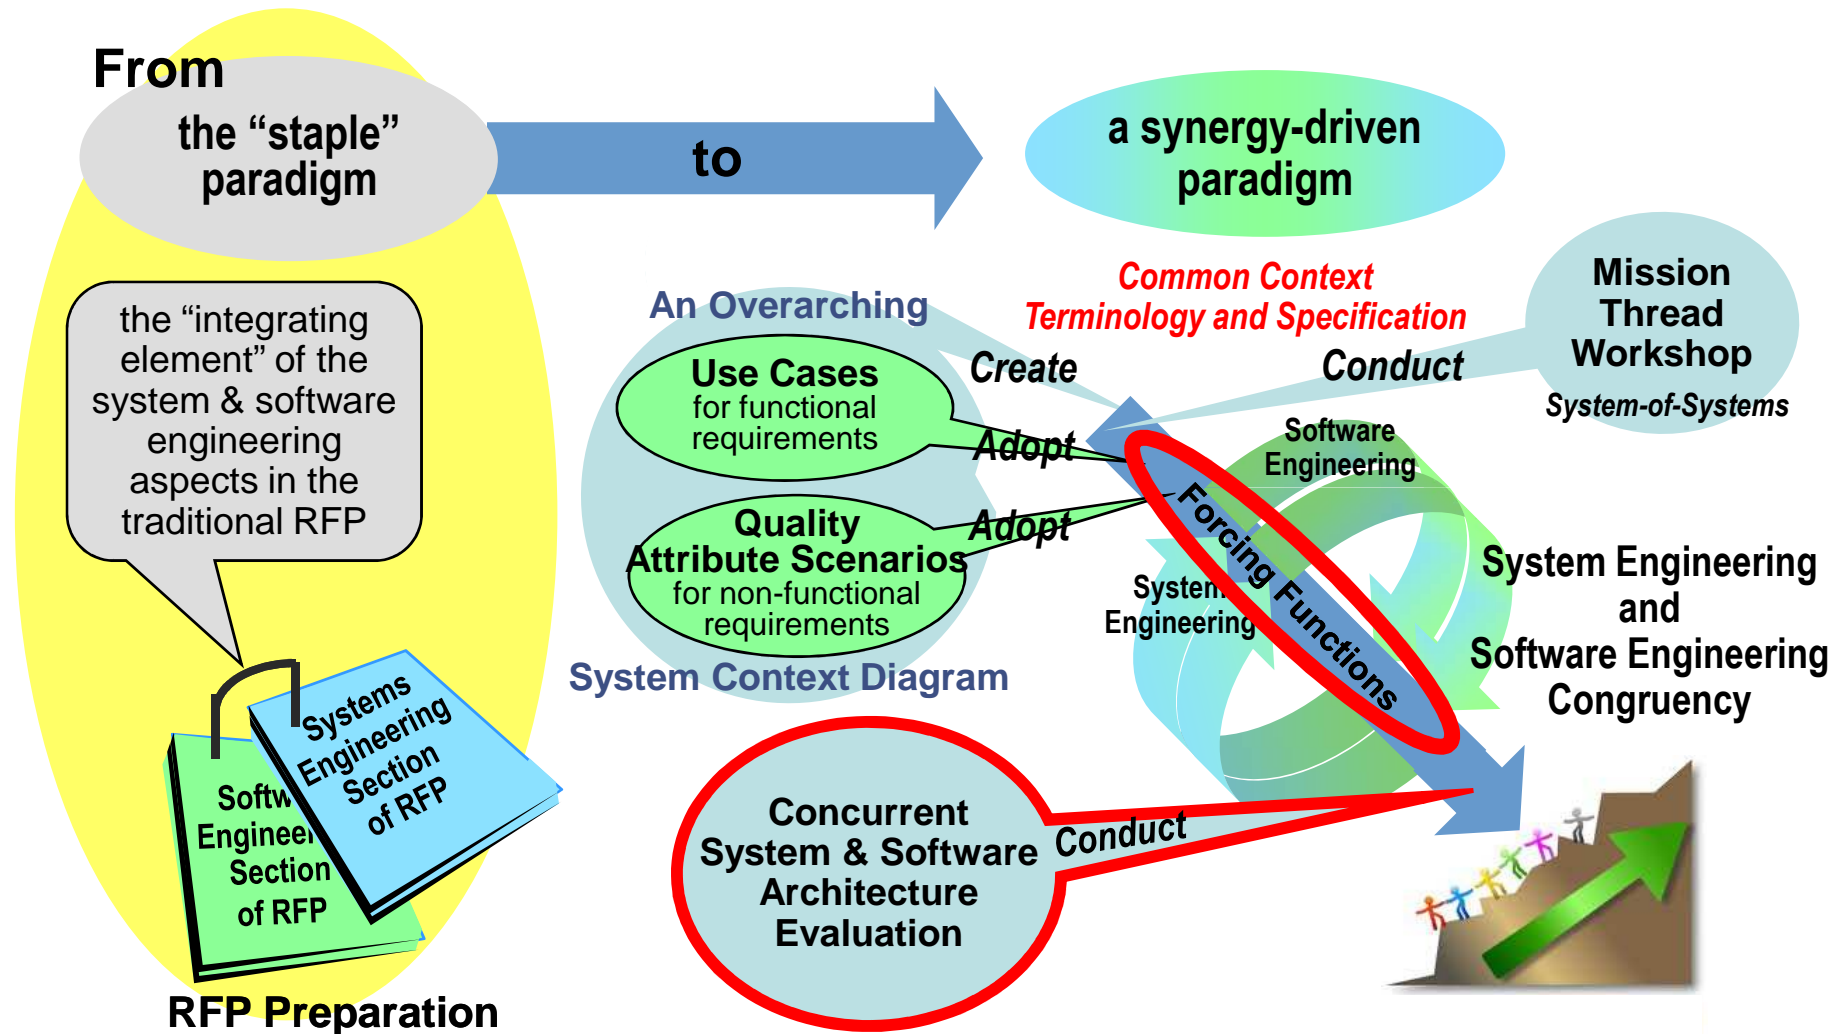 From
the “staple”
paradigm
to
a synergy-driven
paradigm
the “integrating
element” of the
system & software
engineering
aspects in the
traditional RFP
Systems
Engineering
Section
of RFP
Softw
Enginee
Section
of RFP
RFP Preparation
An Overarching
Use Cases
for functional
requirements
Quality
Attribute Scenarios
for non-functional
requirements
System Context Diagram
Common Context
Terminology and Specification
Create
Adopt
Adopt
Conduct
Mission
Thread
Workshop
System-of-Systems
Software
Engineering
System
Engineering
Forcing Functions
System Engineering
and
Software Engineering
Congruency
Concurrent
System & Software
Architecture
Evaluation
Conduct